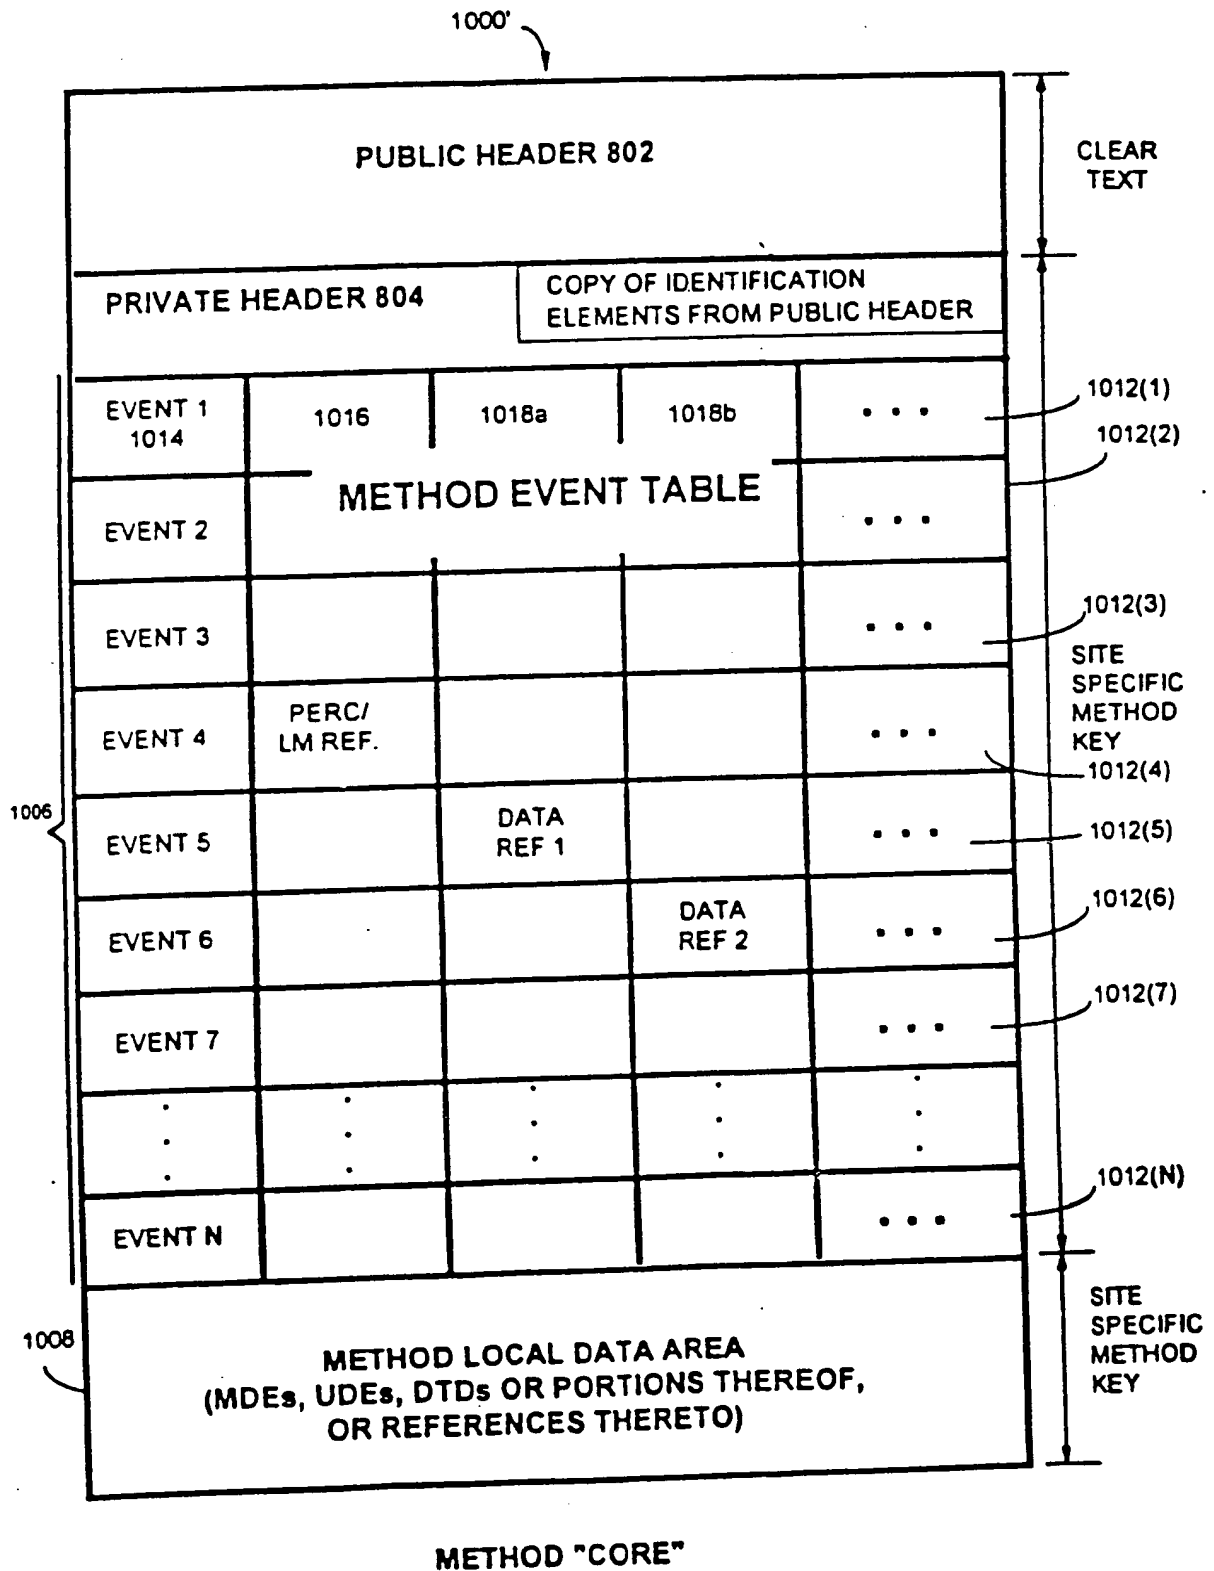 1000'
PUBLIC HEADER 802
CLEAR
TEXT
PRIVATE HEADER 804
COPY OF IDENTIFICATION
ELEMENTS FROM PUBLIC HEADER
EVENT 1
1014
1016
1018a
1018b
• • •
1012(1)
1012(2)
METHOD EVENT TABLE
EVENT 2
• • •
EVENT 3
• • •
1012(3)
SITE
SPECIFIC
METHOD
KEY
EVENT 4
PERC/
LM REF.
• • •
1012(4)
1006
EVENT 5
DATA
REF 1
• • •
1012(5)
EVENT 6
DATA
REF 2
• • •
1012(6)
EVENT 7
• • •
1012(7)
EVENT N
• • •
1012(N)
1008
METHOD LOCAL DATA AREA
(MDEs, UDEs, DTDs OR PORTIONS THEREOF,
OR REFERENCES THERETO)
SITE
SPECIFIC
METHOD
KEY
METHOD "CORE"